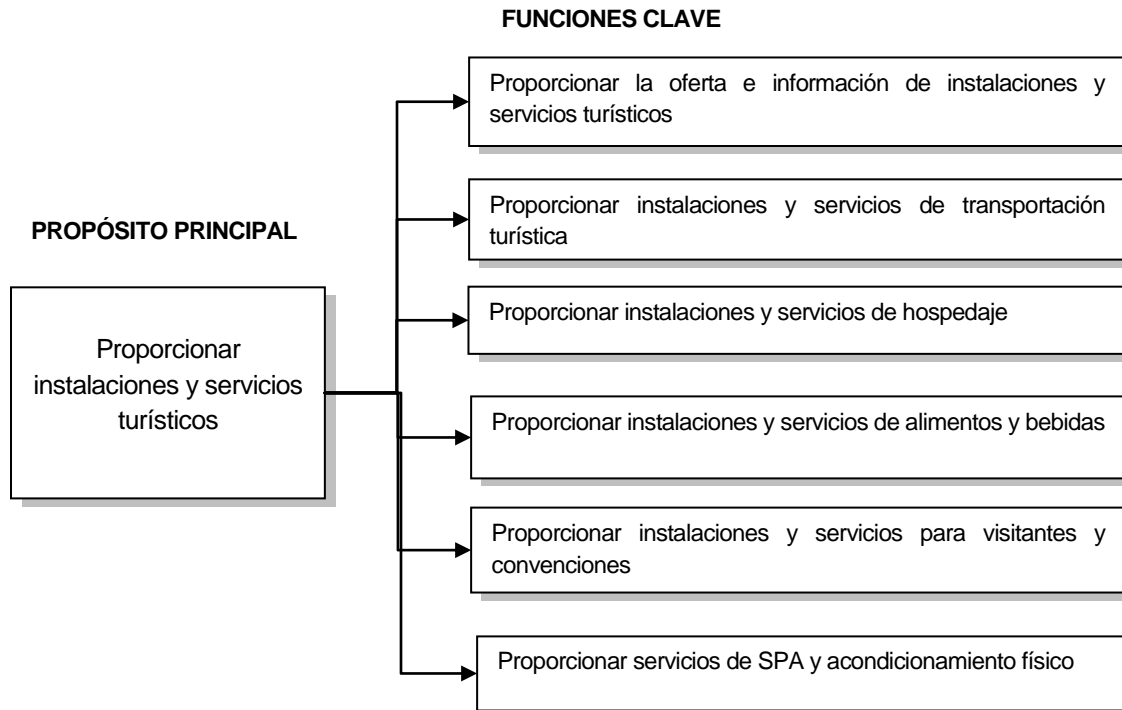 FUNCIONES CLAVE
Proporcionar la oferta e información de instalaciones y
servicios turísticos
Proporcionar instalaciones y servicios de transportación
turística
PROPÓSITO PRINCIPAL
Proporcionar instalaciones y servicios de hospedaje
Proporcionar
instalaciones y servicios
turísticos
Proporcionar instalaciones y servicios de alimentos y bebidas
Proporcionar instalaciones y servicios para visitantes y
convenciones
Proporcionar servicios de SPA y acondicionamiento físico